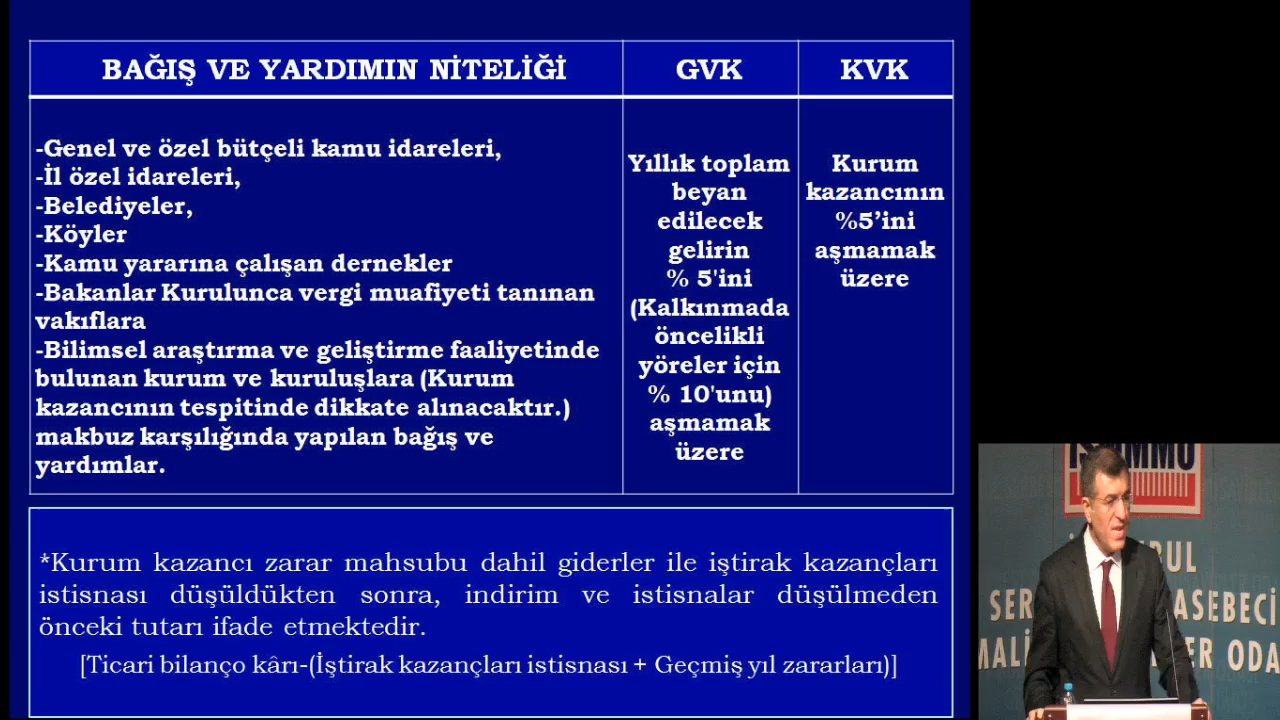 BAĞIŞ VE YARDIMIN NİTELİĞİ
GVK
KVK
-Genel ve özel bütçeli kamu idareleri,
-İl özel idareleri,
-Belediyeler,
-Köyler
-Kamu yararına çalışan dernekler
-Bakanlar Kurulunca vergi muafiyeti tanınan
vakıflara
-Bilimsel araştırma ve geliştirme faaliyetinde
bulunan kurum ve kuruluşlara (Kurum
kazancının tespitinde dikkate alınacaktır.)
makbuz karşılığında yapılan bağış ve
yardımlar.
Yıllık toplam
beyan
edilecek
gelirin
% 5'ini
(Kalkınmada
öncelikli
yöreler için
% 10'unu)
aşmamak
üzere
Kurum
kazancının
%5’ini
aşmamak
üzere
*Kurum kazancı zarar mahsubu dahil giderler ile iştirak kazançları
istisnası düşüldükten sonra, indirim ve istisnalar düşülmeden
önceki tutarı ifade etmektedir.
[Ticari bilanço kârı-(İştirak kazançları istisnası + Geçmiş yıl zararları)]
SER ASEBECİ
MALİ ER ODA